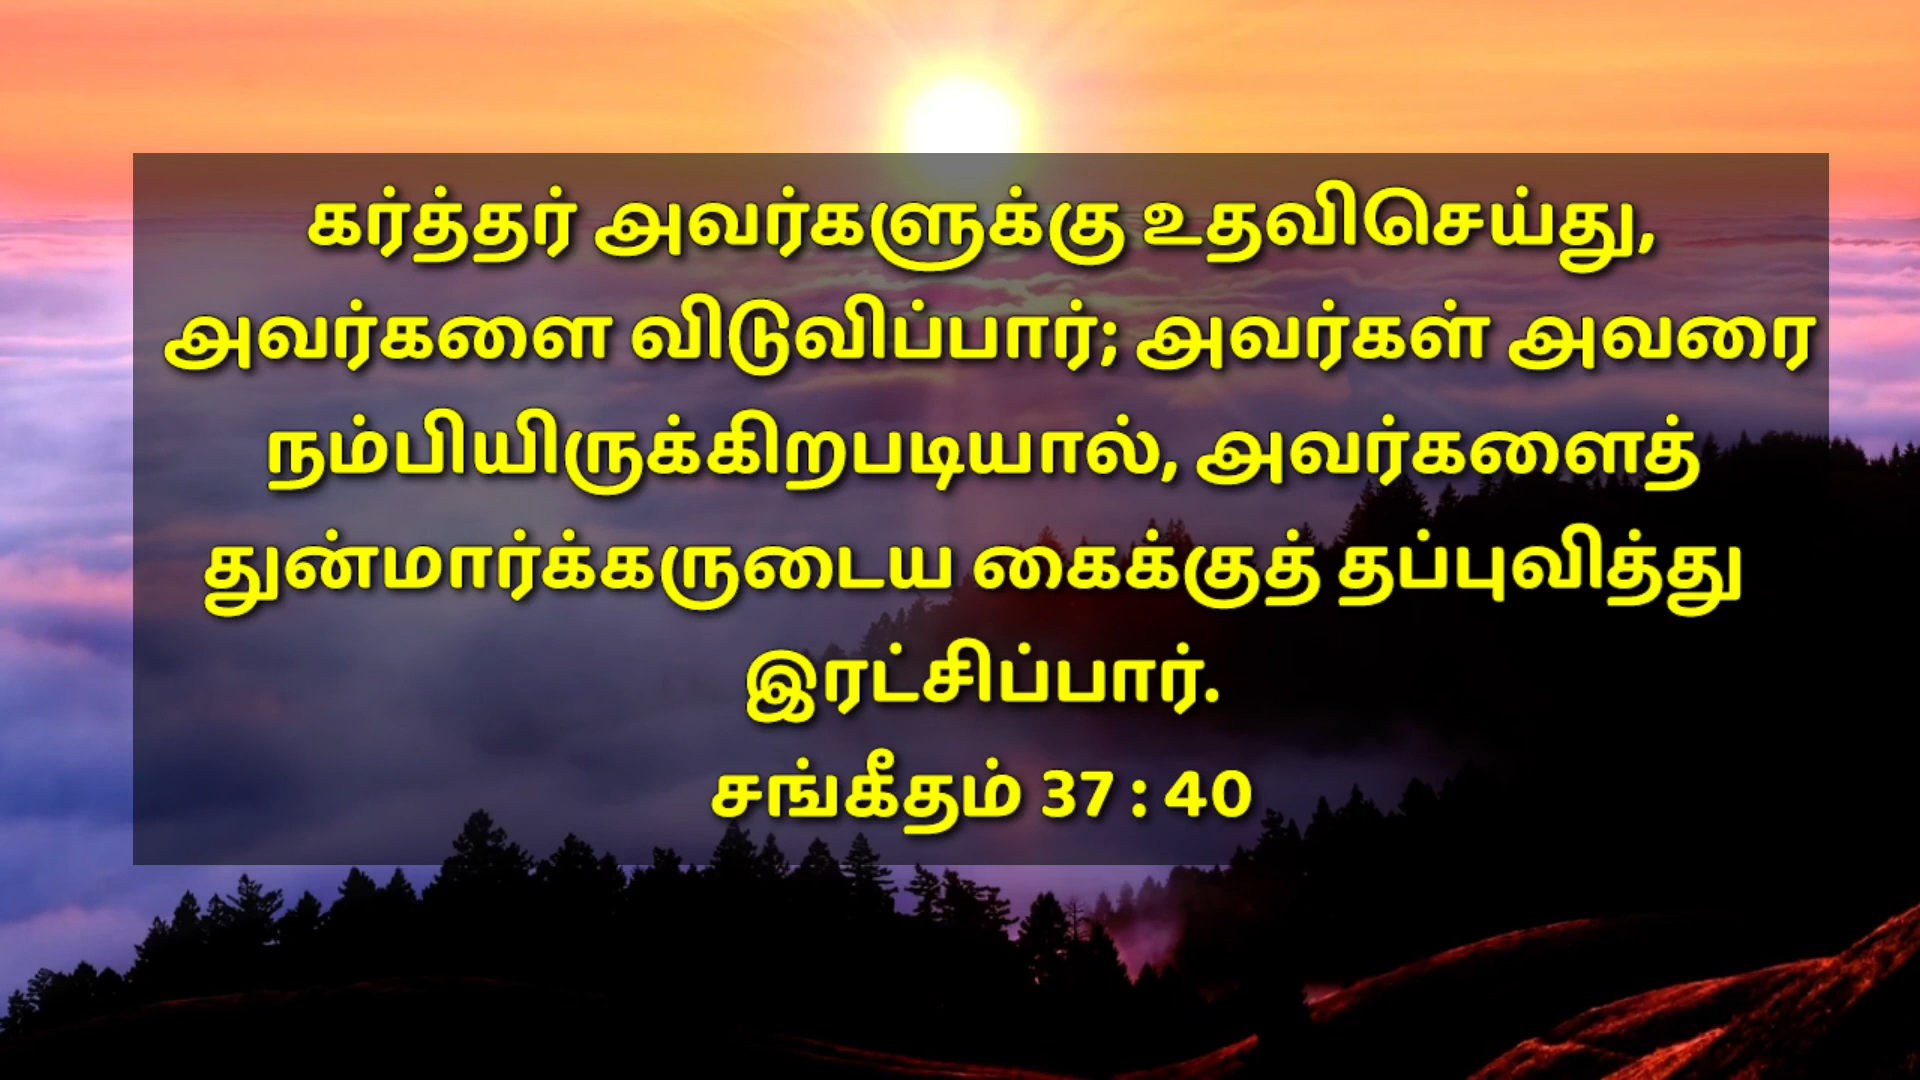 கர்த்தர் அவர்களுக்கு உதவிசெய்து,
அவர்களை விடுவிப்பார்; அவர்கள் அவரை
நம்பியிருக்கிறபடியால், அவர்களைத்
துன்மார்க்கருடைய கைக்குத் தப்புவித்து
இரட்சிப்பார்.
சங்கீதம் 37 : 40